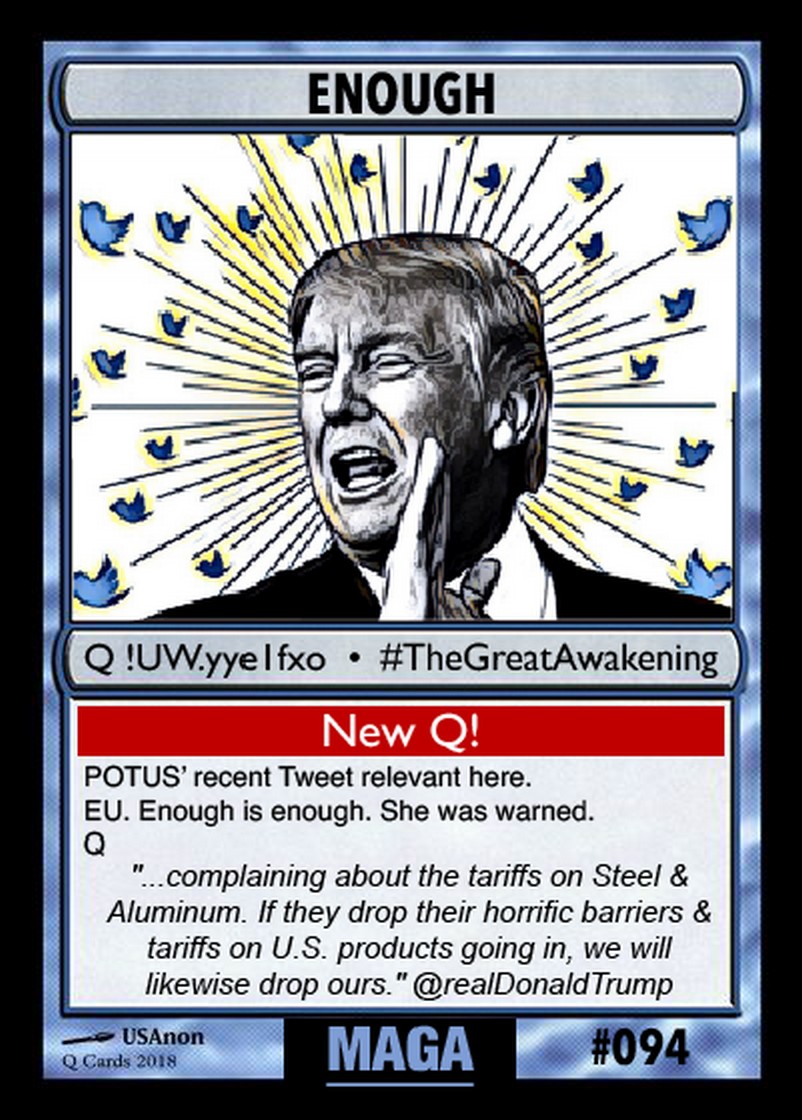 ENOUGH
Q !UW.yye1fxo • #TheGreatAwakening
New Q!
POTUS’ recent Tweet relevant here.
EU. Enough is enough. She was warned.
Q
"...complaining about the tariffs on Steel &
Aluminum. If they drop their horrific barriers &
tariffs on U.S. products going in, we will
likewise drop ours." @realDonaldTrump
USAnon
Q Cards 2018
MAGA
#094